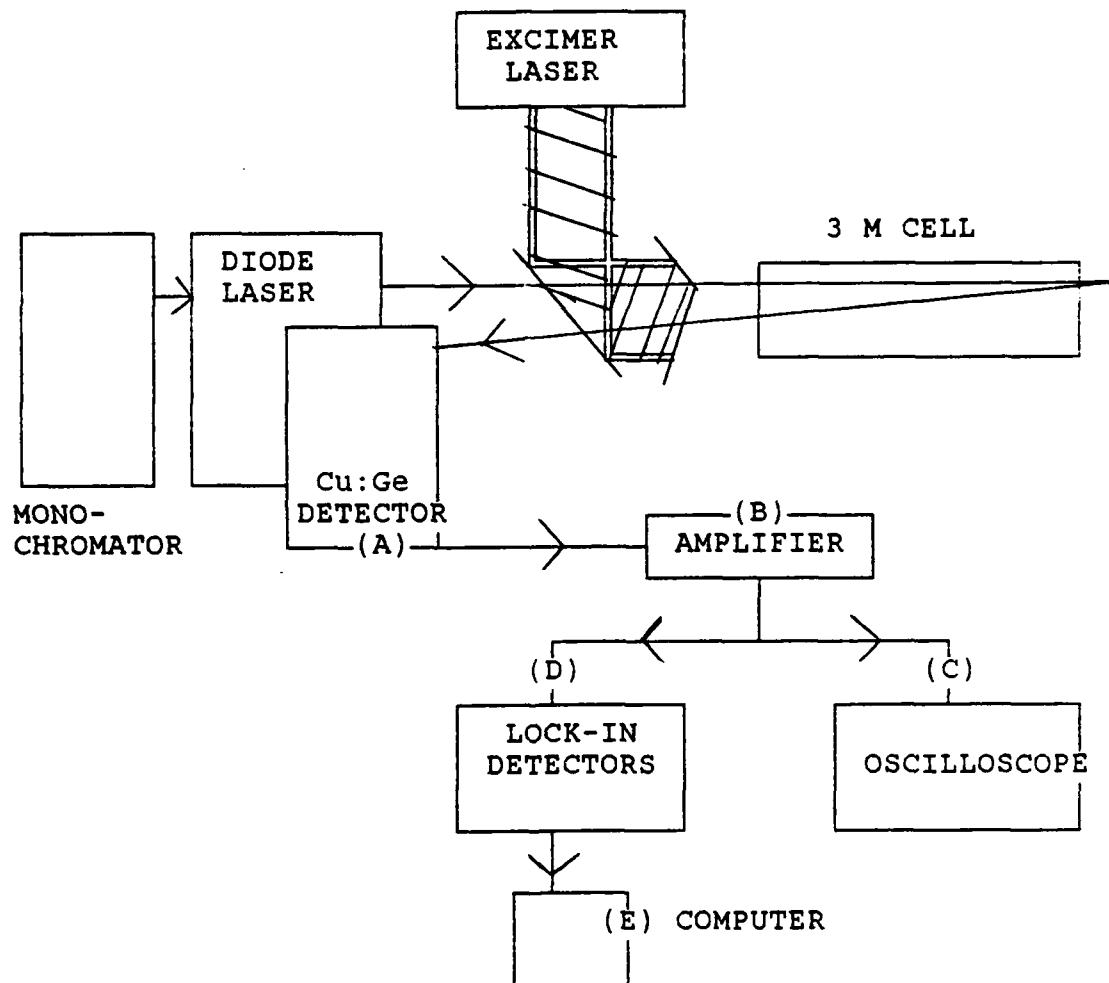 EXCIMER
LASER
3 M CELL
DIODE
LASER
MONO-
CHROMATOR
Cu:Ge
DETECTOR
(A)
(B)
AMPLIFIER
(D)
(C)
LOCK-IN
DETECTORS
OSCILLOSCOPE
(E) COMPUTER